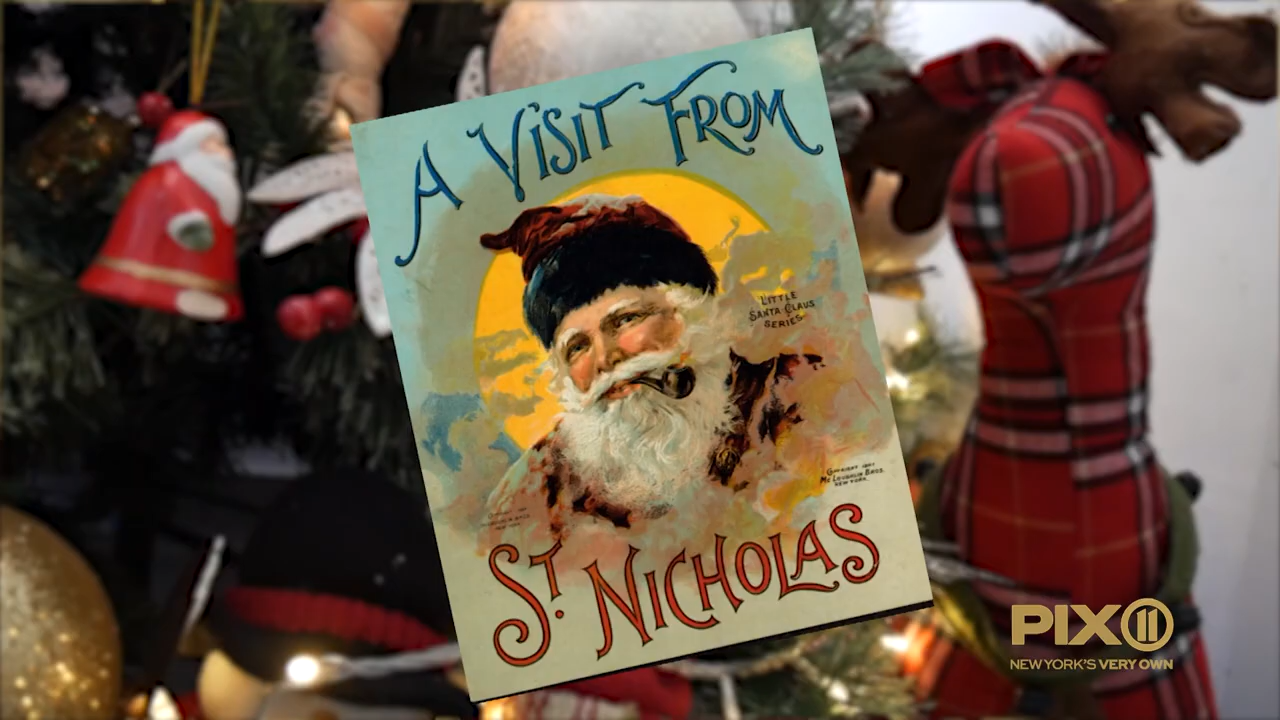 A VISIT FROM
LITTLE
SANTA CLAUS
SERIES
COPYRIGHT 1897
MCLOUGHLIN BROS.
NEW YORK.
ST. NICHOLAS
PIX11
NEW YORK'S VERY OWN